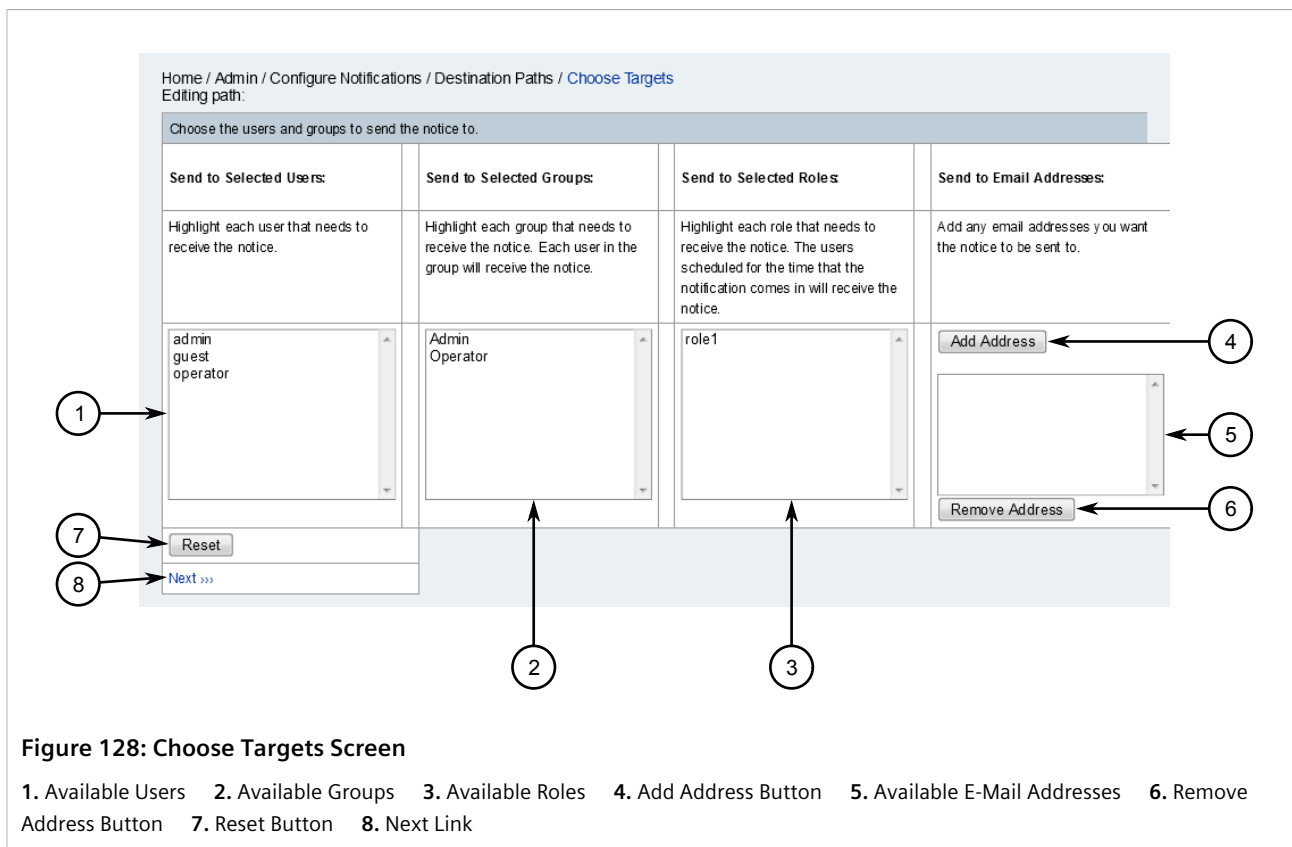 Home / Admin / Configure Notifications / Destination Paths / Choose Targets
Editing path:
Choose the users and groups to send the notice to.
Send to Selected Users:
Send to Selected Groups:
Send to Selected Roles:
Send to Email Addresses:
Highlight each user that needs to
receive the notice.
Highlight each group that needs to
receive the notice. Each user in the
group will receive the notice.
Highlight each role that needs to
receive the notice. The users
scheduled for the time that the
notification comes in will receive the
notice.
Add any email addresses you want
the notice to be sent to.
admin
guest
operator
Admin
Operator
role1
Add Address
Remove Address
Reset
Next ›››
1
2
3
4
5
6
7
8
Figure 128: Choose Targets Screen
1. Available Users 2. Available Groups 3. Available Roles 4. Add Address Button 5. Available E-Mail Addresses 6. Remove
Address Button 7. Reset Button 8. Next Link